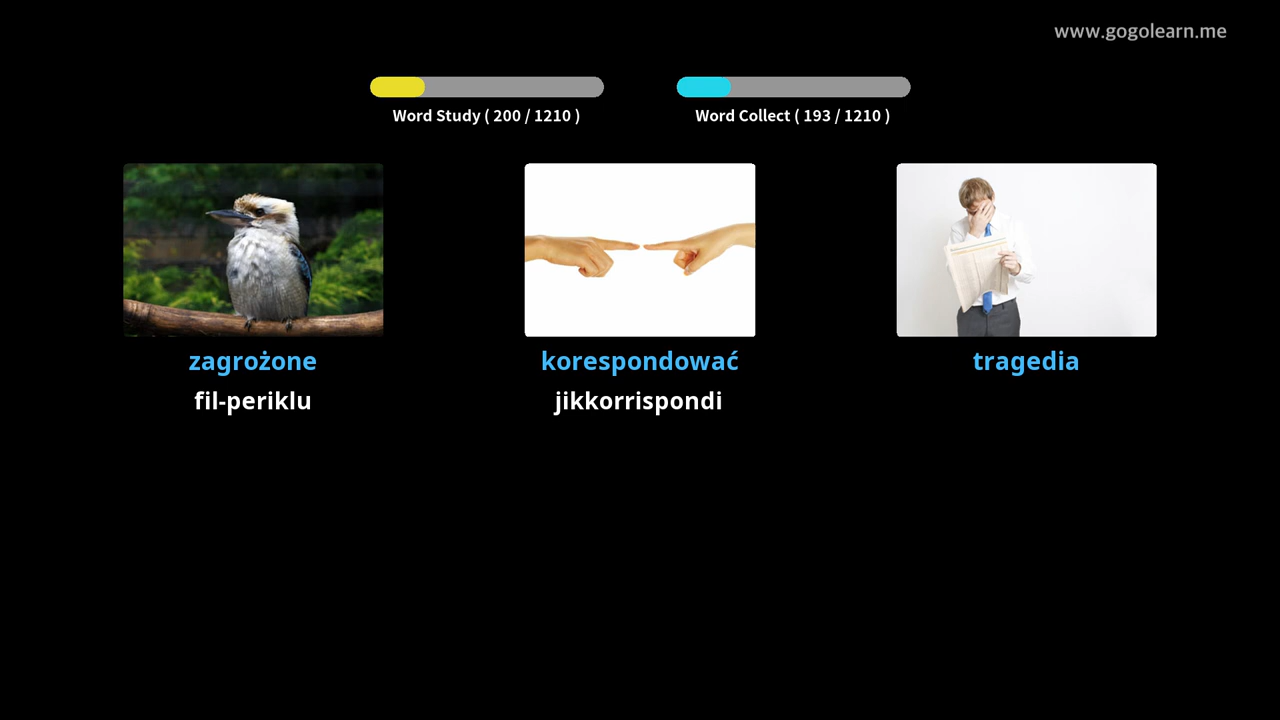 www.gogolearn.me
Word Study ( 200 / 1210 )
Word Collect ( 193 / 1210 )
zagrożone
fil-periklu
korespondować
jikkorrispondi
tragedia